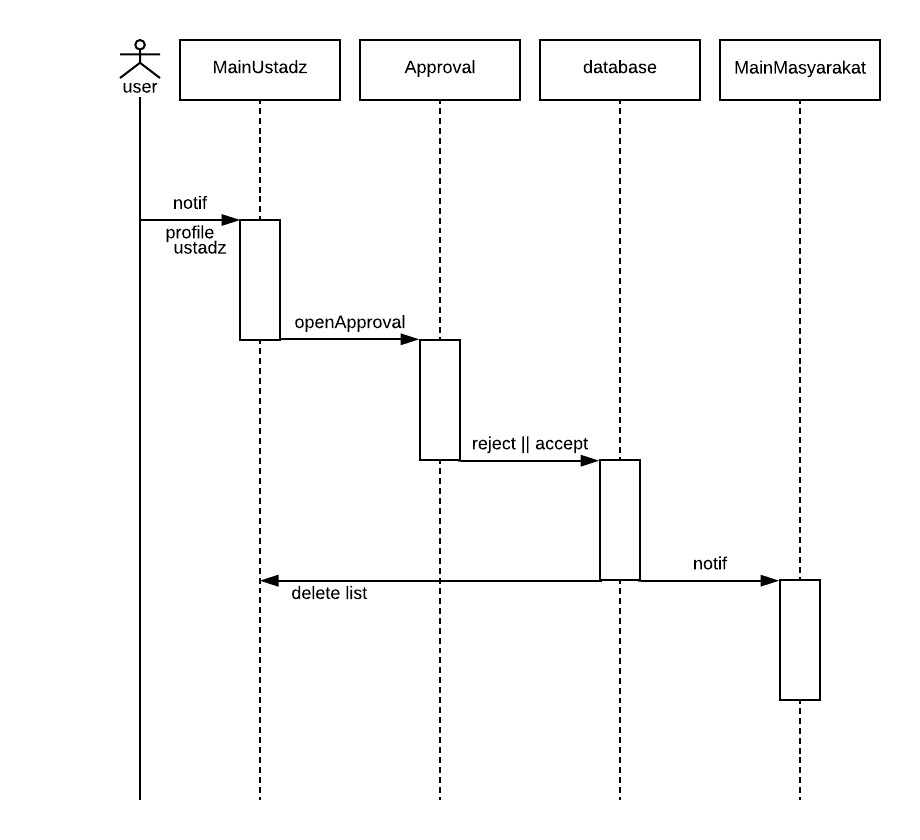 user
MainUstadz
Approval
database
MainMasyarakat
notif
profile
ustadz
openApproval
reject || accept
notif
delete list